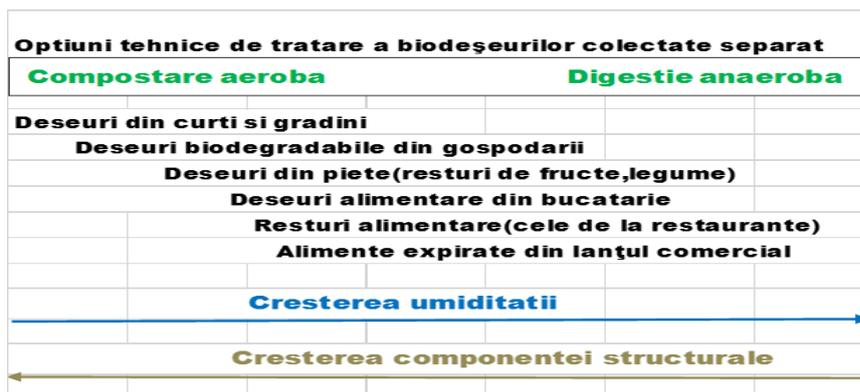 Optiuni tehnice de tratare a biodeşeurilor colectate separat
Compostare aeroba Digestie anaeroba
Deseuri din curti si gradini
Deseuri biodegradabile din gospodarii
Deseuri din piete(resturi de fructe,legume)
Deseuri alimentare din bucatarie
Resturi alimentare(cele de la restaurante)
Alimente expirate din lanţul comercial
Cresterea umiditatii
Cresterea componentei structurale